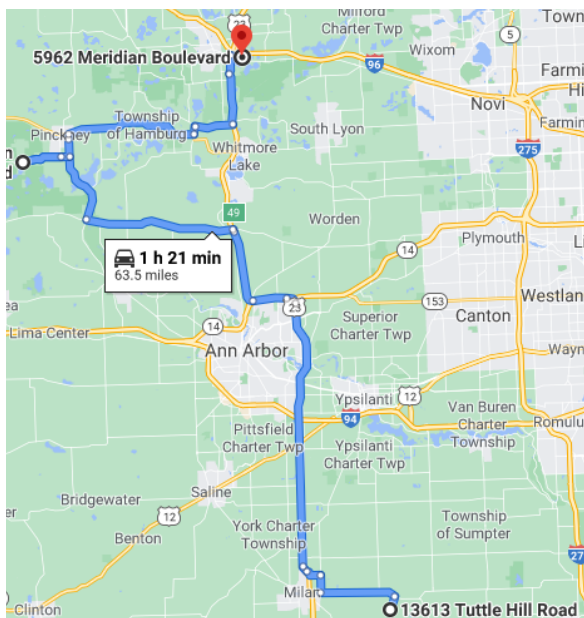 23
Milford
Charter Twp
Town
5962 Meridian Boulevard
Wixom
5
96
Farmi
Hi
Novi
Farmin
Pinckney
Township
of Hamburg
South Lyon
n
d
Whitmore
Lake
275
49
Worden
Plymouth
Li
1 h 21 min
63.5 miles
14
ea
23
153
Westlan
Lima Center
14
Superior
Charter Twp
Canton
Ann Arbor
Wayn
Ypsilanti
12
94
Van Buren
Charter
Township
Romulu
Pittsfield
Charter Twp
Ypsilanti
Charter Twp
Saline
Bridgewater
er
12
York Charter
Township
Township
of Sumpter
Benton
27
Milan
Clinton
13613 Tuttle Hill Road